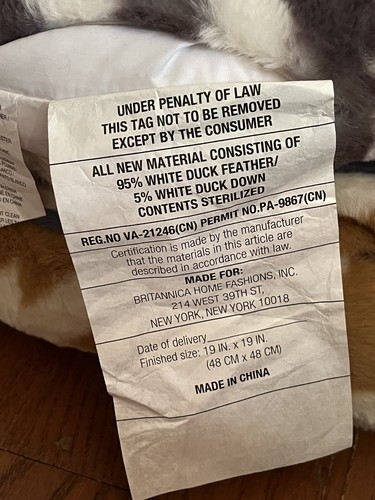 UNDER PENALTY OF LAW
THIS TAG NOT TO BE REMOVED
EXCEPT BY THE CONSUMER
ALL NEW MATERIAL CONSISTING OF
95% WHITE DUCK FEATHER/
5% WHITE DUCK DOWN
CONTENTS STERILIZED
REG.NO VA-21246(CN) PERMIT NO.PA-9867(CN)
Certification is made by the manufacturer
that the materials in this article are
described in accordance with law.
MADE FOR:
BRITANNICA HOME FASHIONS, INC.
214 WEST 39TH ST,
NEW YORK, NEW YORK 10018
Date of delivery
Finished size: 19 IN. x 19 IN.
(48 CM x 48 CM)
MADE IN CHINA